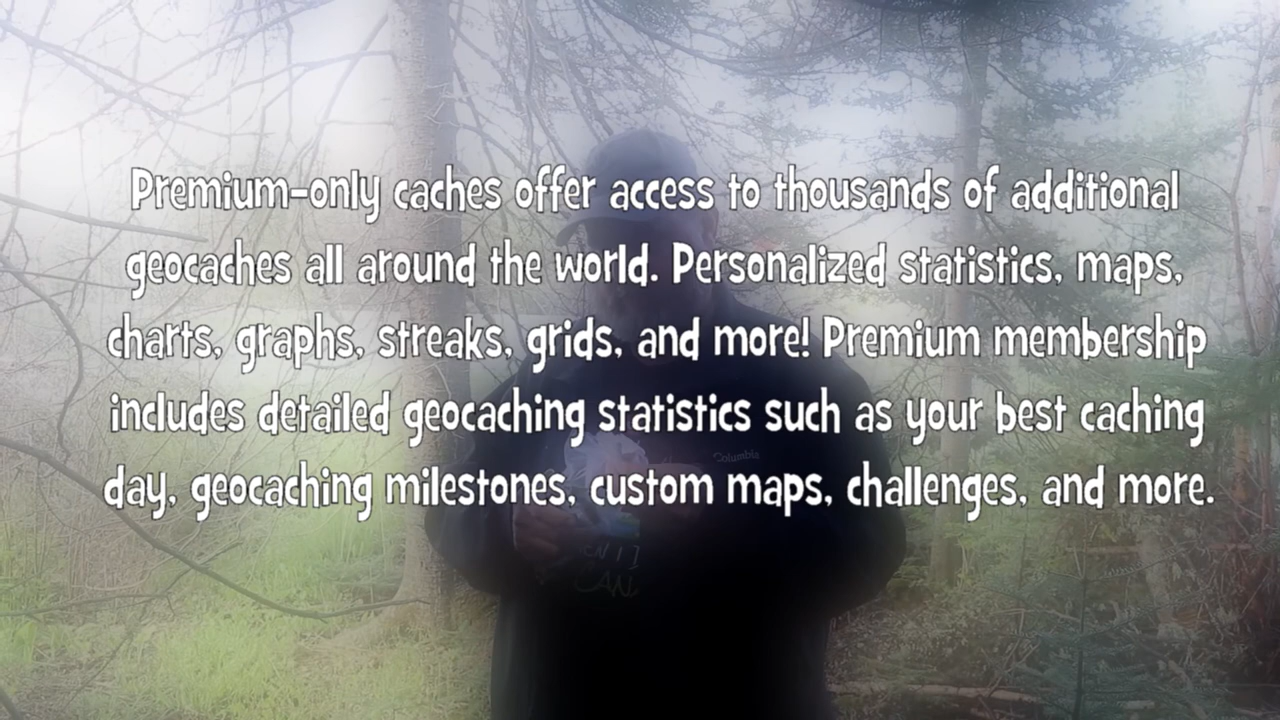 Premium-only caches offer access to thousands of additional
geocaches all around the world. Personalized statistics, maps,
charts, graphs, streaks, grids, and more! Premium membership
includes detailed geocaching statistics such as your best caching
day, geocaching milestones, custom maps, challenges, and more.
Columbia
CAN